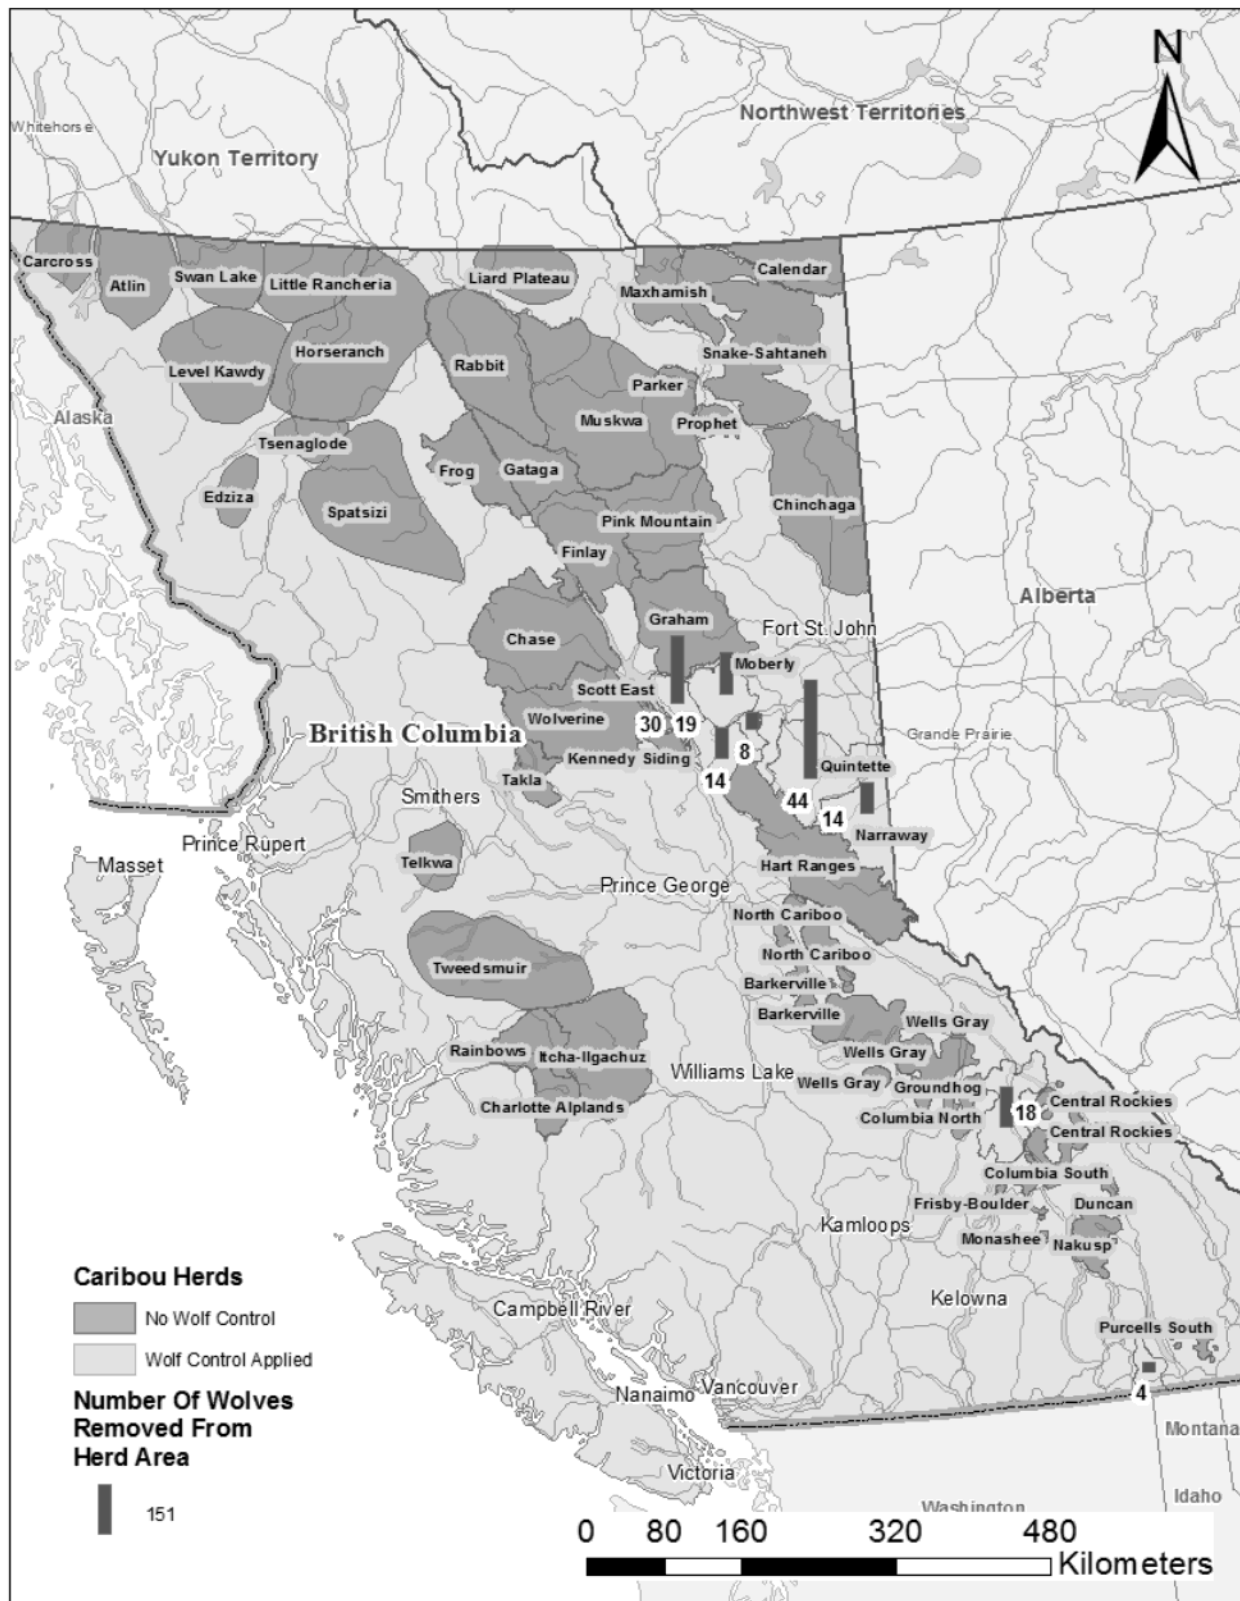 N
Northwest Territories
Whitehorse
Yukon Territory
Carcross
Atlin
Swan Lake
Little Rancheria
Liard Plateau
Calendar
Maxhamish
Horseranch
Snake-Sahtaneh
Level Kawdy
Rabbit
Parker
Alaska
Muskwa
Prophet
Tsenaglode
Frog
Gataga
Edziza
Spatsizi
Chinchaga
Pink Mountain
Finlay
Alberta
Graham
Fort St. John
Chase
Moberly
Scott East
Wolverine
30
19
British Columbia
Grande Prairie
8
Kennedy Siding
Quintette
Takla
14
Smithers
44
14
Narraway
Prince Rupert
Masset
Telkwa
Hart Ranges
Prince George
North Cariboo
North Cariboo
Tweedsmuir
Barkerville
Barkerville
Wells Gray
Rainbows
Itcha-Ilgachuz
Wells Gray
Williams Lake
Wells Gray
Groundhog
Central Rockies
Charlotte Alplands
Columbia North
18
Central Rockies
Columbia South
Frisby-Boulder
Duncan
Kamloops
Monashee
Nakusp
Caribou Herds
No Wolf Control
Wolf Control Applied
Campbell River
Kelowna
Purcells South
Number Of Wolves
Removed From
Herd Area
151
Nanaimo
Vancouver
4
Montana
Victoria
Idaho
Washington
0 80 160 320 480
Kilometers